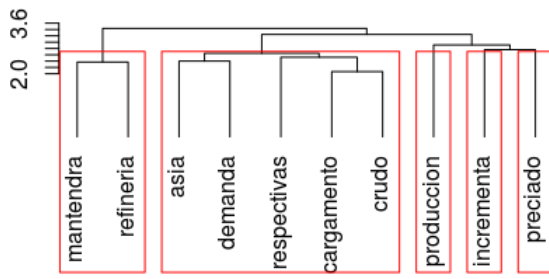 3.6
2.0
mantendra
refineria
asia
demanda
respectivas
cargamento
crudo
produccion
incrementa
preciado